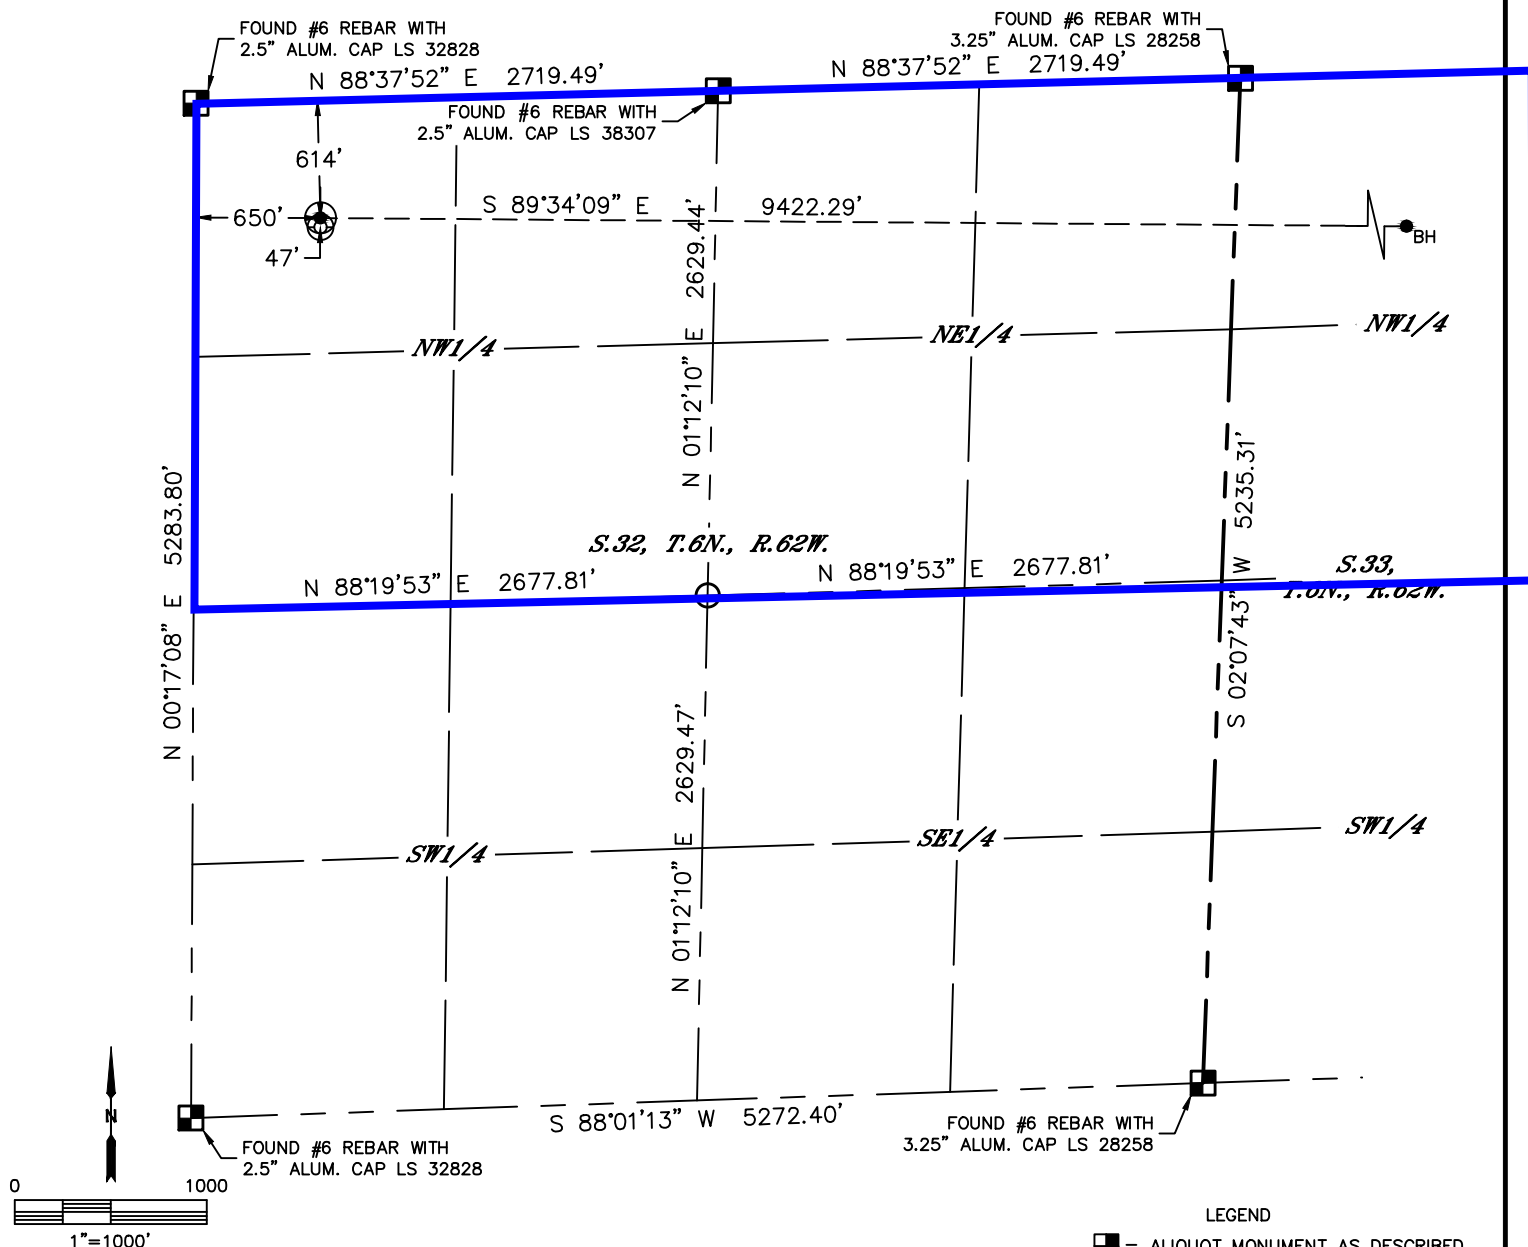 FOUND #6 REBAR WITH
2.5" ALUM. CAP LS 32828
FOUND #6 REBAR WITH
3.25" ALUM. CAP LS 28258
N 88°37'52" E 2719.49'
N 88°37'52" E 2719.49'
FOUND #6 REBAR WITH
2.5" ALUM. CAP LS 38307
614'
650'
47'
S 89°34'09" E 9422.29'
BH
N 01°12'10" E 2629.44'
NW1/4
NE1/4
NW1/4
N 00°17'08" E 5283.80'
S 02°07'43" W 5235.31'
S.32, T.6N., R.62W.
S.33,
T.6N., R.62W.
N 88°19'53" E 2677.81'
N 88°19'53" E 2677.81'
N 01°12'10" E 2629.47'
SW1/4
SE1/4
SW1/4
S 88°01'13" W 5272.40'
FOUND #6 REBAR WITH
3.25" ALUM. CAP LS 28258
FOUND #6 REBAR WITH
2.5" ALUM. CAP LS 32828
N
0 1000
1"=1000'
LEGEND
= ALIQUOT MONUMENT AS DESCRIBED